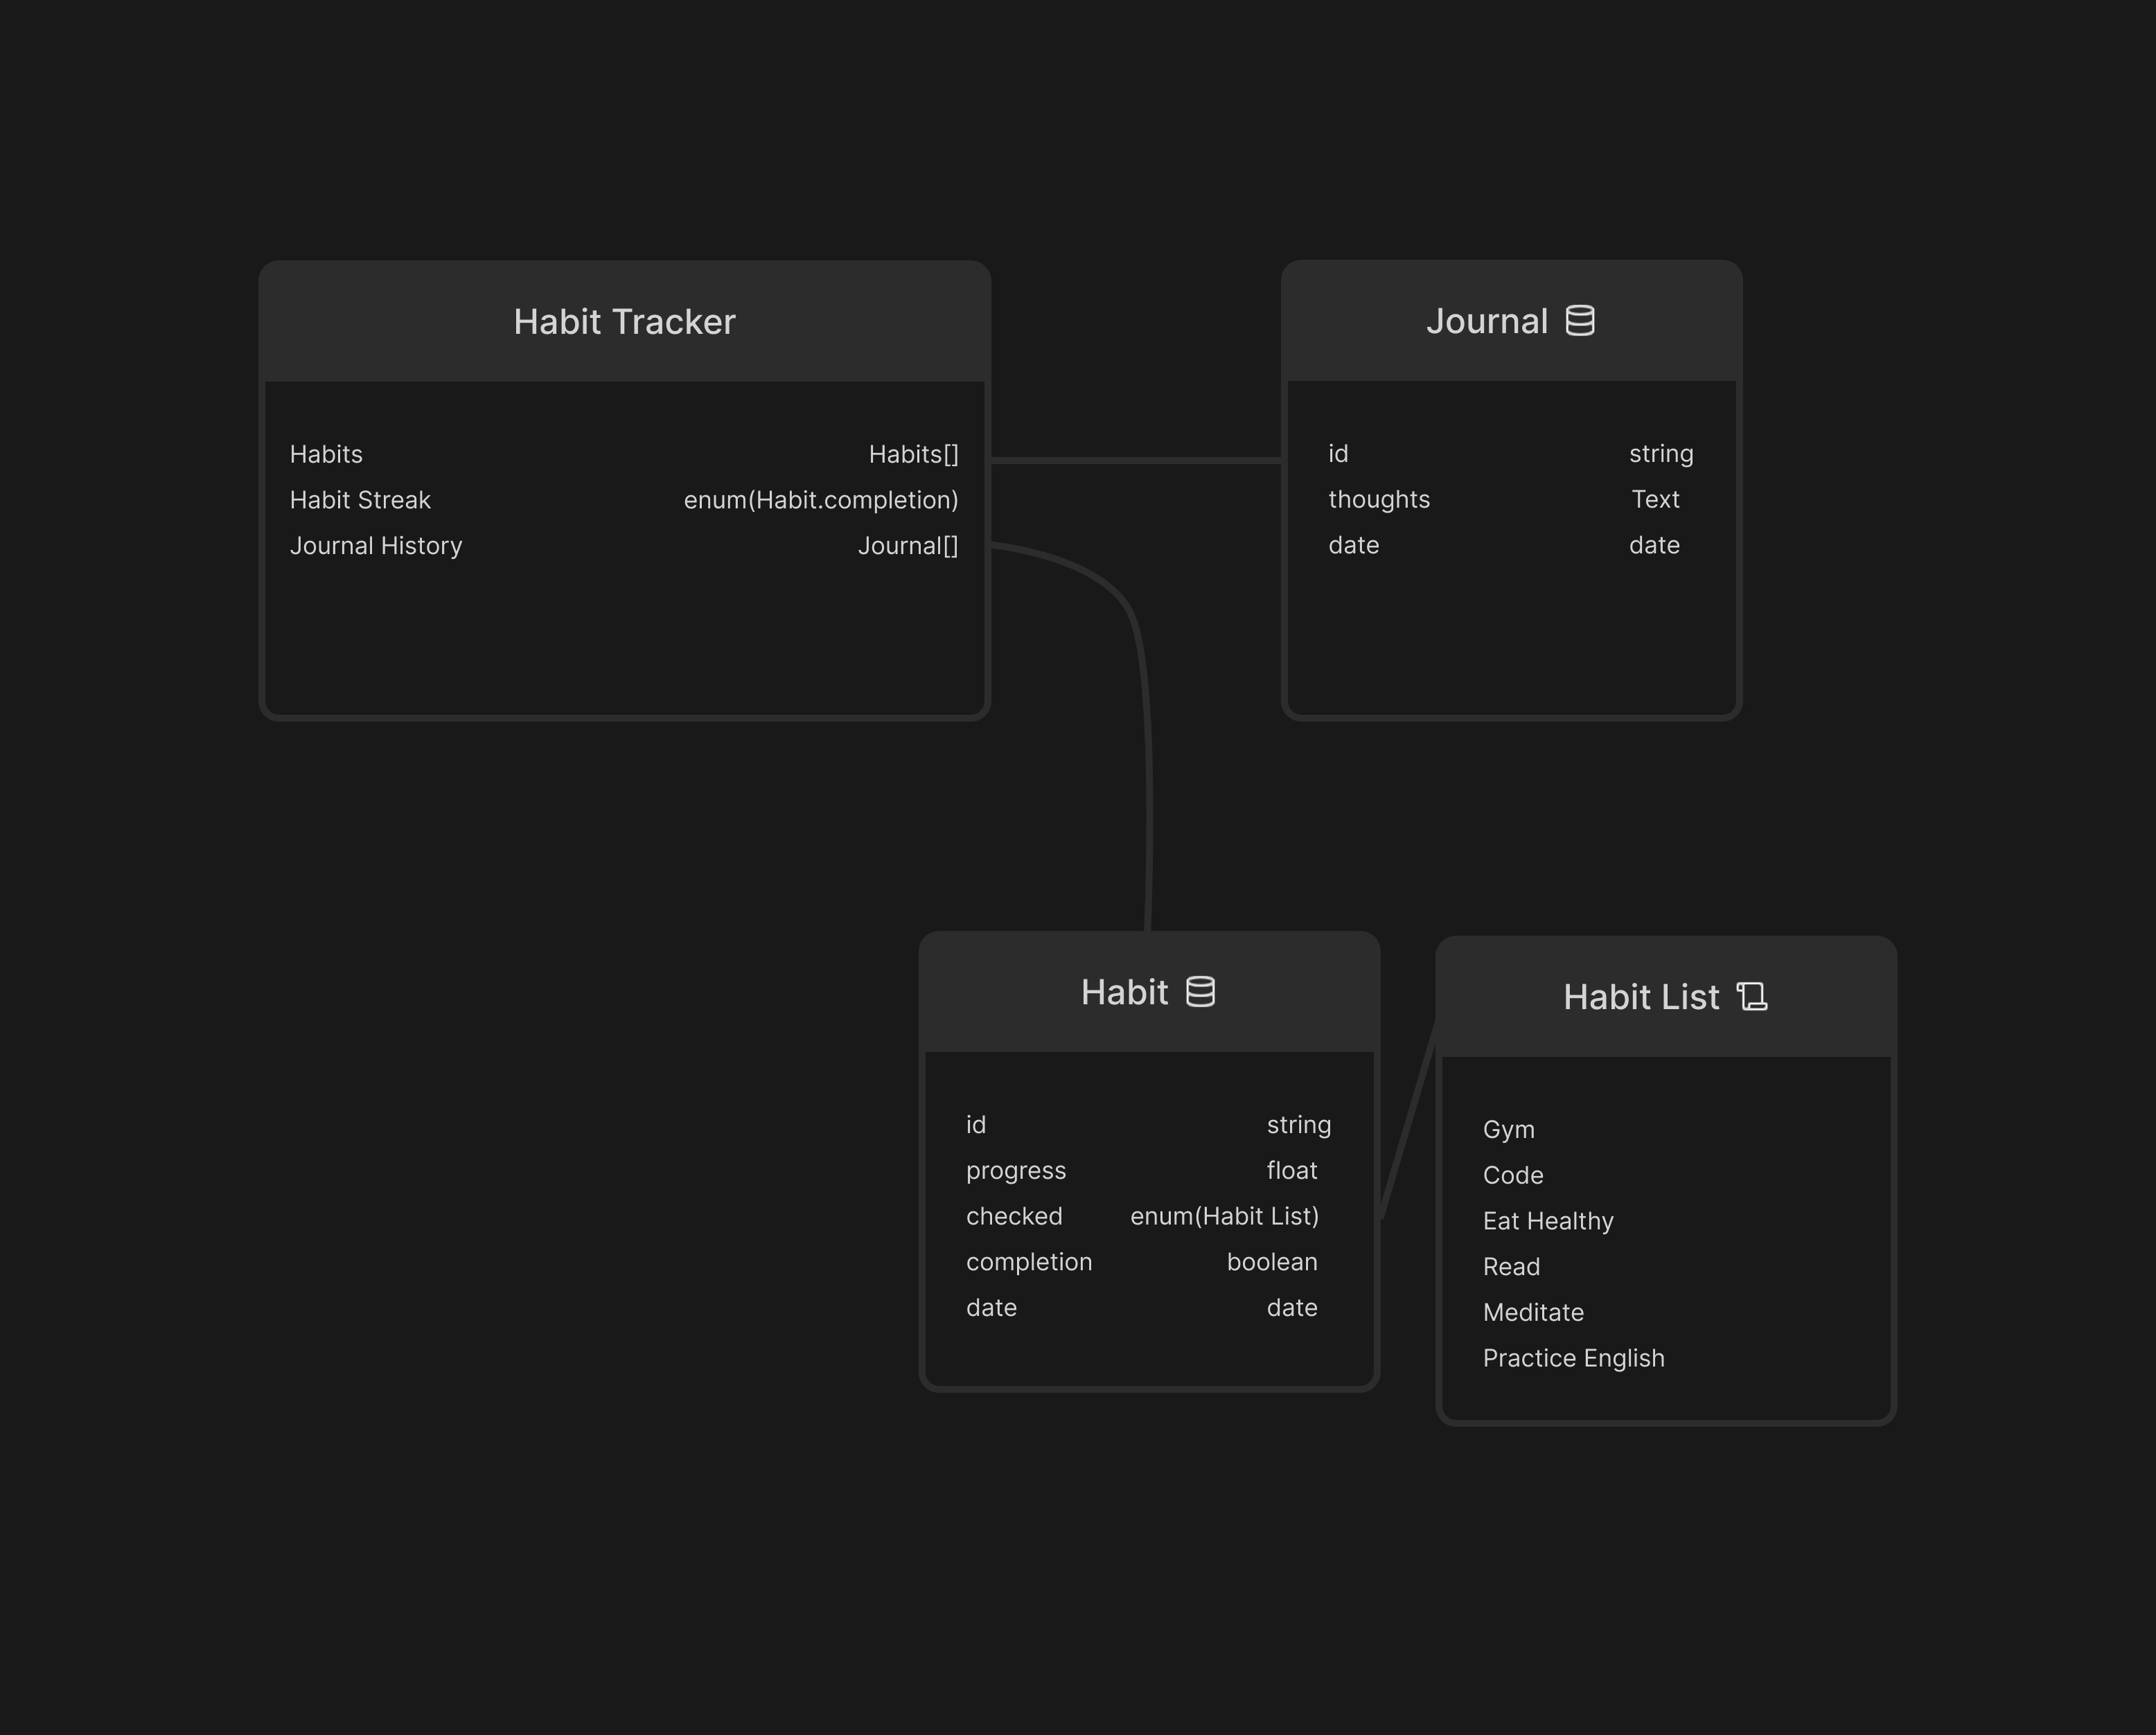 Habit Tracker
Habits Habits[]
Habit Streak enum(Habit.completion)
Journal History Journal[]
Journal
id string
thoughts Text
date date
Habit
id string
progress float
checked enum(Habit List)
completion boolean
date date
Habit List
Gym
Code
Eat Healthy
Read
Meditate
Practice English